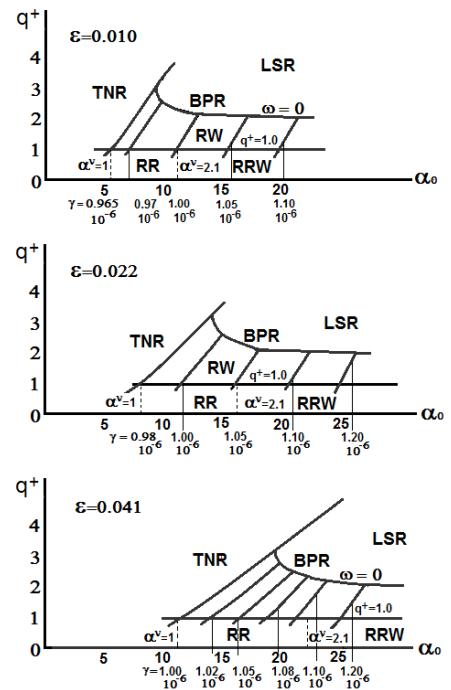 q⁺
ε=0.010
4
LSR
TNR
3
BPR
2
ω = 0
RW
q⁺=1.0
1
αᵛ=1
RR
αᵛ=2.1
RRW
0
5 10 15 20 α₀
γ = 0.965 0.97 1.00 1.05 1.10
10⁻⁶ 10⁻⁶ 10⁻⁶ 10⁻⁶ 10⁻⁶
q⁺
ε=0.022
4
LSR
3
TNR
BPR
2
RW
q⁺=1.0
1
αᵛ=1
RR
αᵛ=2.1
RRW
0
5 10 15 20 25 α₀
γ = 0.98 1.00 1.05 1.10 1.20
10⁻⁶ 10⁻⁶ 10⁻⁶ 10⁻⁶ 10⁻⁶
q⁺
ε=0.041
4
LSR
3
TNR
BPR
2
ω = 0
q⁺=1.0
1
αᵛ=1
RR
αᵛ=2.1
RRW
0
5 10 15 20 25 α₀
γ=1.00 1.02 1.05 1.08 1.10 1.20
10⁻⁶ 10⁻⁶ 10⁻⁶ 10⁻⁶ 10⁻⁶ 10⁻⁶